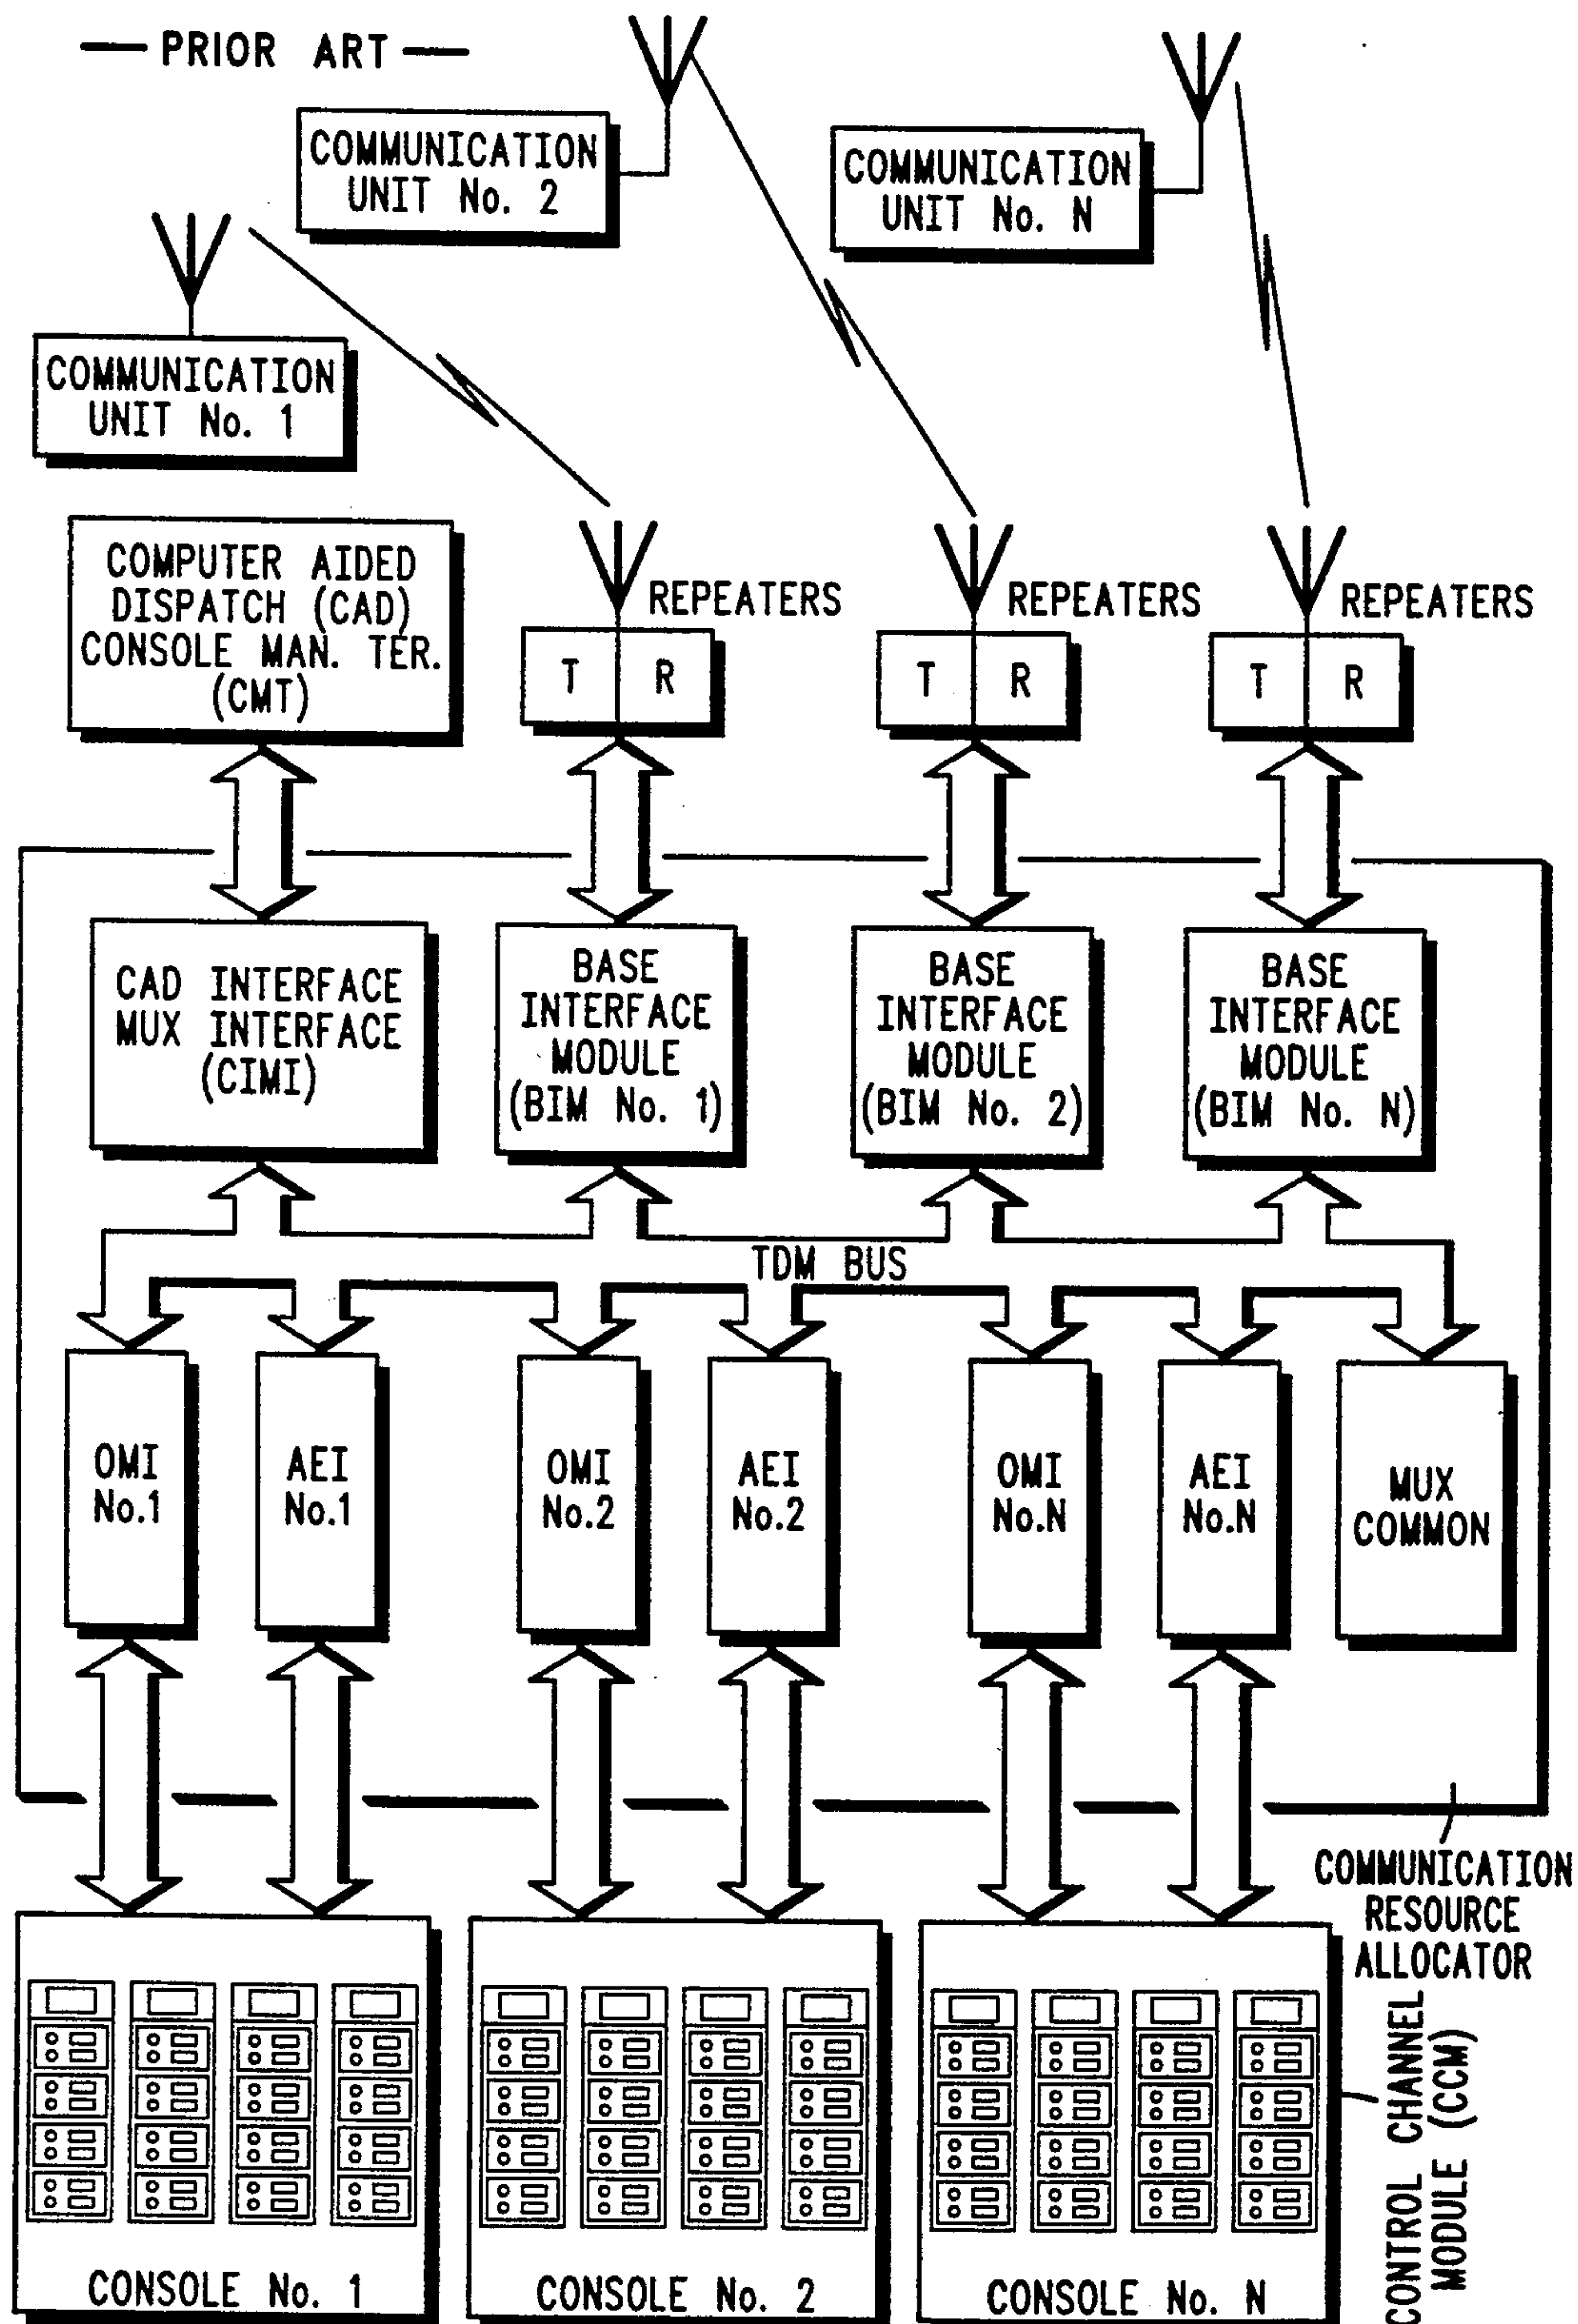 — PRIOR ART —
COMMUNICATION
UNIT No. 2
COMMUNICATION
UNIT No. N
COMMUNICATION
UNIT No. 1
COMPUTER AIDED
DISPATCH (CAD)
CONSOLE MAN. TER.
(CMT)
REPEATERS
T R
REPEATERS
T R
REPEATERS
T R
CAD INTERFACE
MUX INTERFACE
(CIMI)
BASE
INTERFACE
MODULE
(BIM No. 1)
BASE
INTERFACE
MODULE
(BIM No. 2)
BASE
INTERFACE
MODULE
(BIM No. N)
TDM BUS
OMI
No.1
AEI
No.1
OMI
No.2
AEI
No.2
OMI
No.N
AEI
No.N
MUX
COMMON
COMMUNICATION
RESOURCE
ALLOCATOR
CONTROL CHANNEL
MODULE (CCM)
CONSOLE No. 1
CONSOLE No. 2
CONSOLE No. N